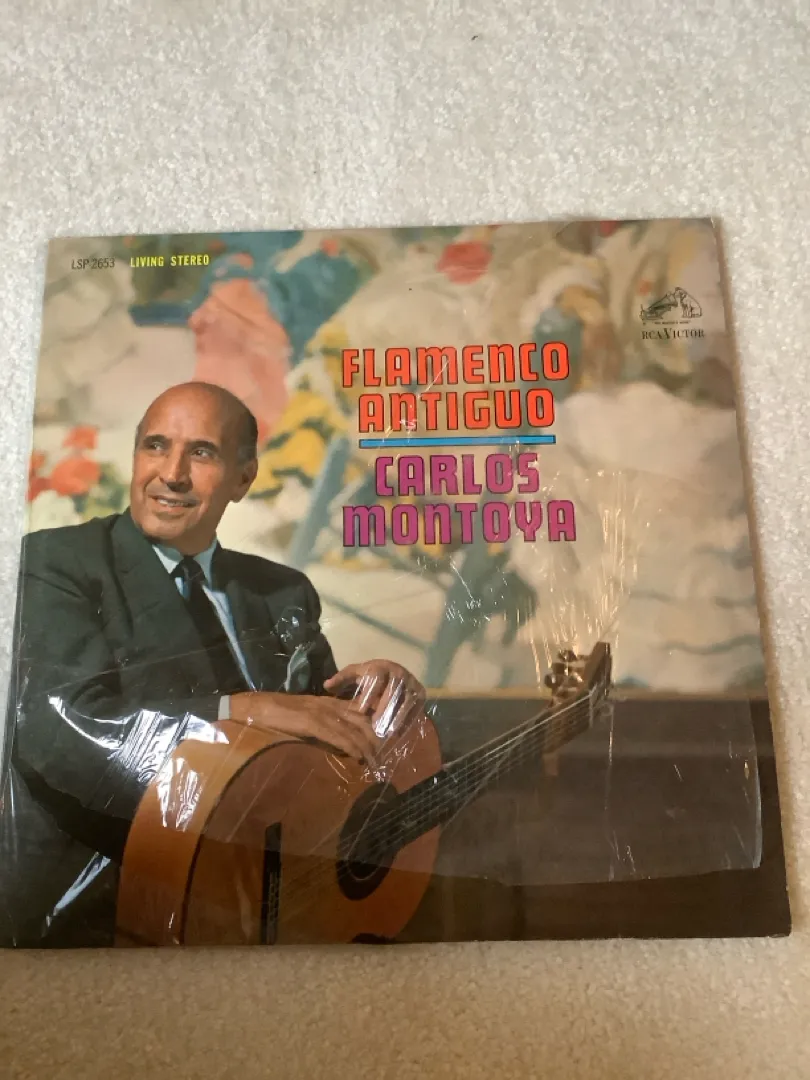 LSP 2653 LIVING STEREO
RCA VICTOR
FLAMENCO
ANTIGUO
CARLOS
MONTOYA